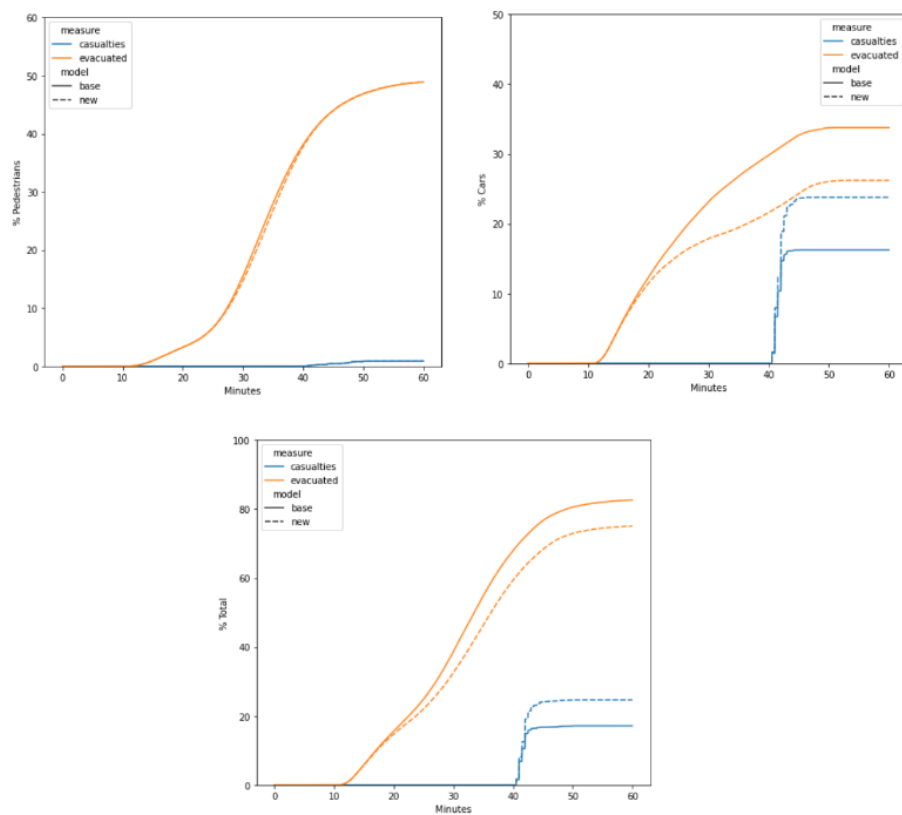 measure
casualties
evacuated
model
base
new
60
50
40
30
20
10
0
% Pedestrians
0 10 20 30 40 50 60
Minutes
measure
casualties
evacuated
model
base
new
50
40
30
20
10
0
% Cars
0 10 20 30 40 50 60
Minutes
measure
casualties
evacuated
model
base
new
100
80
60
40
20
0
% Total
0 10 20 30 40 50 60
Minutes